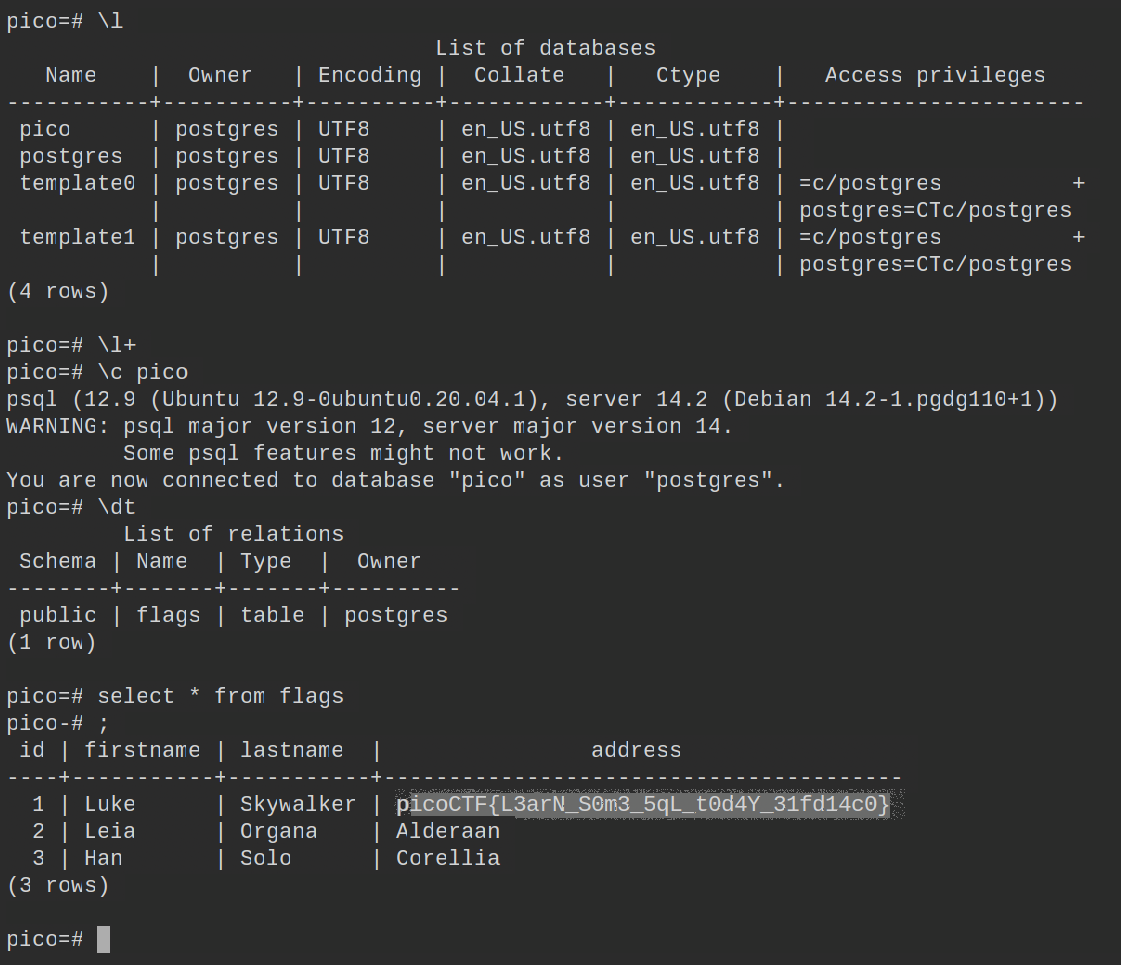 pico=# \l
                                 List of databases
   Name    |  Owner   | Encoding |  Collate   |   Ctype    |   Access privileges
-----------+----------+----------+------------+------------+-----------------------
 pico      | postgres | UTF8     | en_US.utf8 | en_US.utf8 |
 postgres  | postgres | UTF8     | en_US.utf8 | en_US.utf8 |
 template0 | postgres | UTF8     | en_US.utf8 | en_US.utf8 | =c/postgres          +
           |          |          |            |            | postgres=CTc/postgres
 template1 | postgres | UTF8     | en_US.utf8 | en_US.utf8 | =c/postgres          +
           |          |          |            |            | postgres=CTc/postgres
(4 rows)

pico=# \l+
pico=# \c pico
psql (12.9 (Ubuntu 12.9-0ubuntu0.20.04.1), server 14.2 (Debian 14.2-1.pgdg110+1))
WARNING: psql major version 12, server major version 14.
         Some psql features might not work.
You are now connected to database "pico" as user "postgres".
pico=# \dt
         List of relations
 Schema | Name  | Type  |  Owner
--------+-------+-------+----------
 public | flags | table | postgres
(1 row)

pico=# select * from flags
pico-# ;
 id | firstname | lastname  |                address
----+-----------+-----------+----------------------------------------
  1 | Luke      | Skywalker | picoCTF{L3arN_S0m3_5qL_t0d4Y_31fd14c0}
  2 | Leia      | Organa    | Alderaan
  3 | Han       | Solo      | Corellia
(3 rows)

pico=#